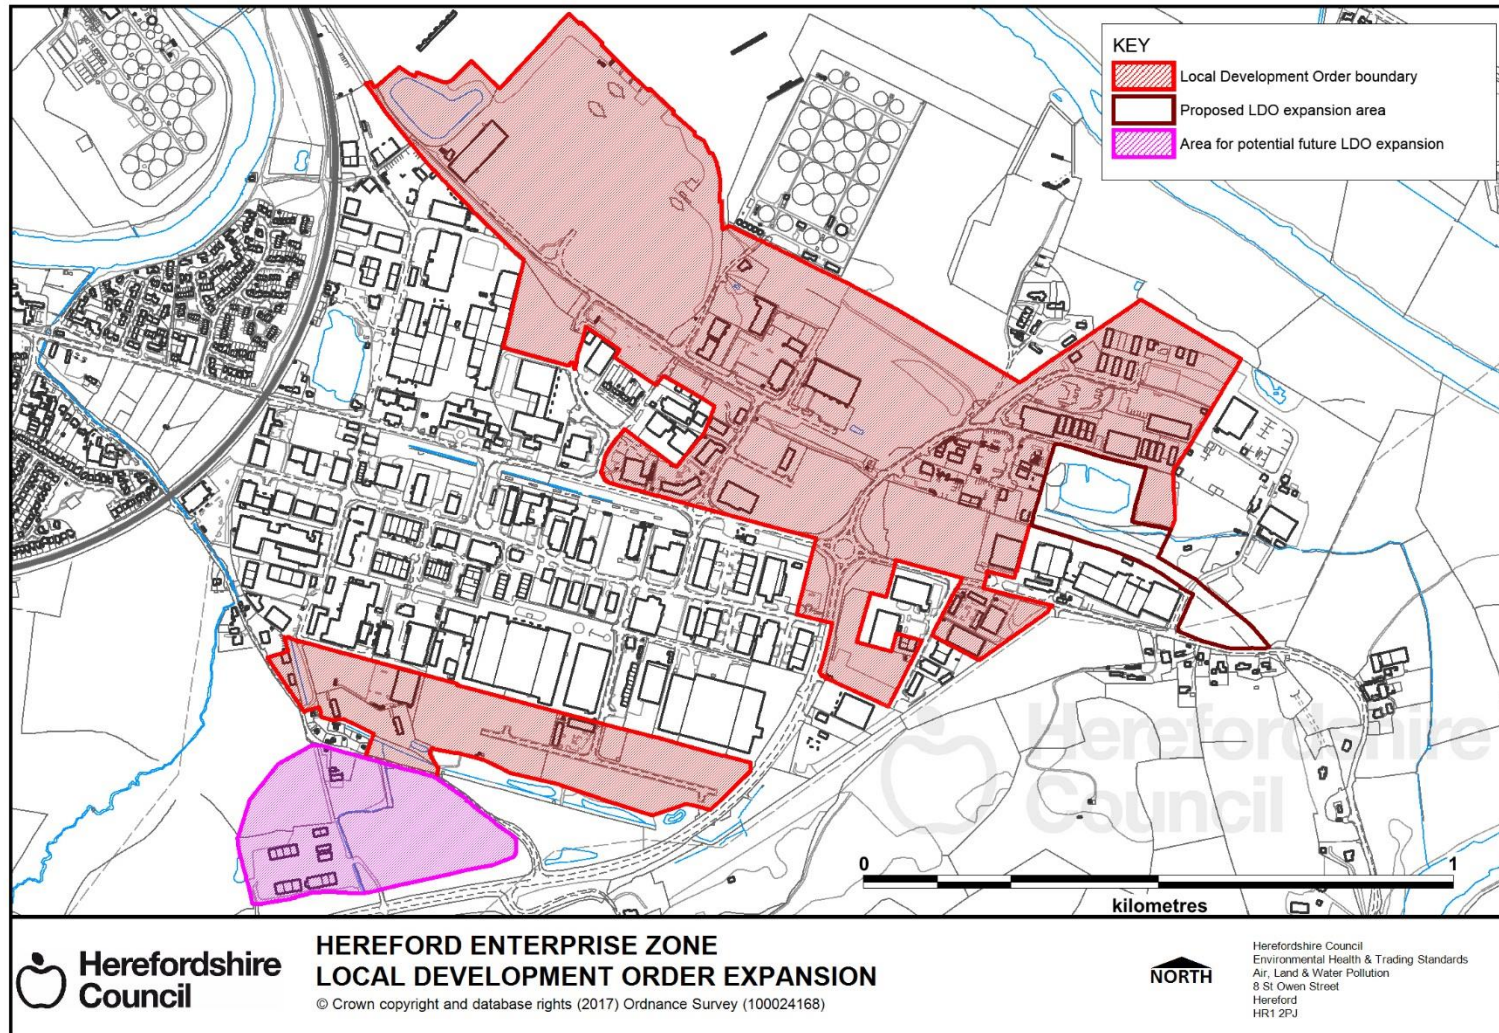 KEY
Local Development Order boundary
Proposed LDO expansion area
Area for potential future LDO expansion
Herefordshire
Council
0
1
kilometres
Herefordshire
Council
HEREFORD ENTERPRISE ZONE
LOCAL DEVELOPMENT ORDER EXPANSION
© Crown copyright and database rights (2017) Ordnance Survey (100024168)
NORTH
Herefordshire Council
Environmental Health & Trading Standards
Air, Land & Water Pollution
8 St Owen Street
Hereford
HR1 2PJ